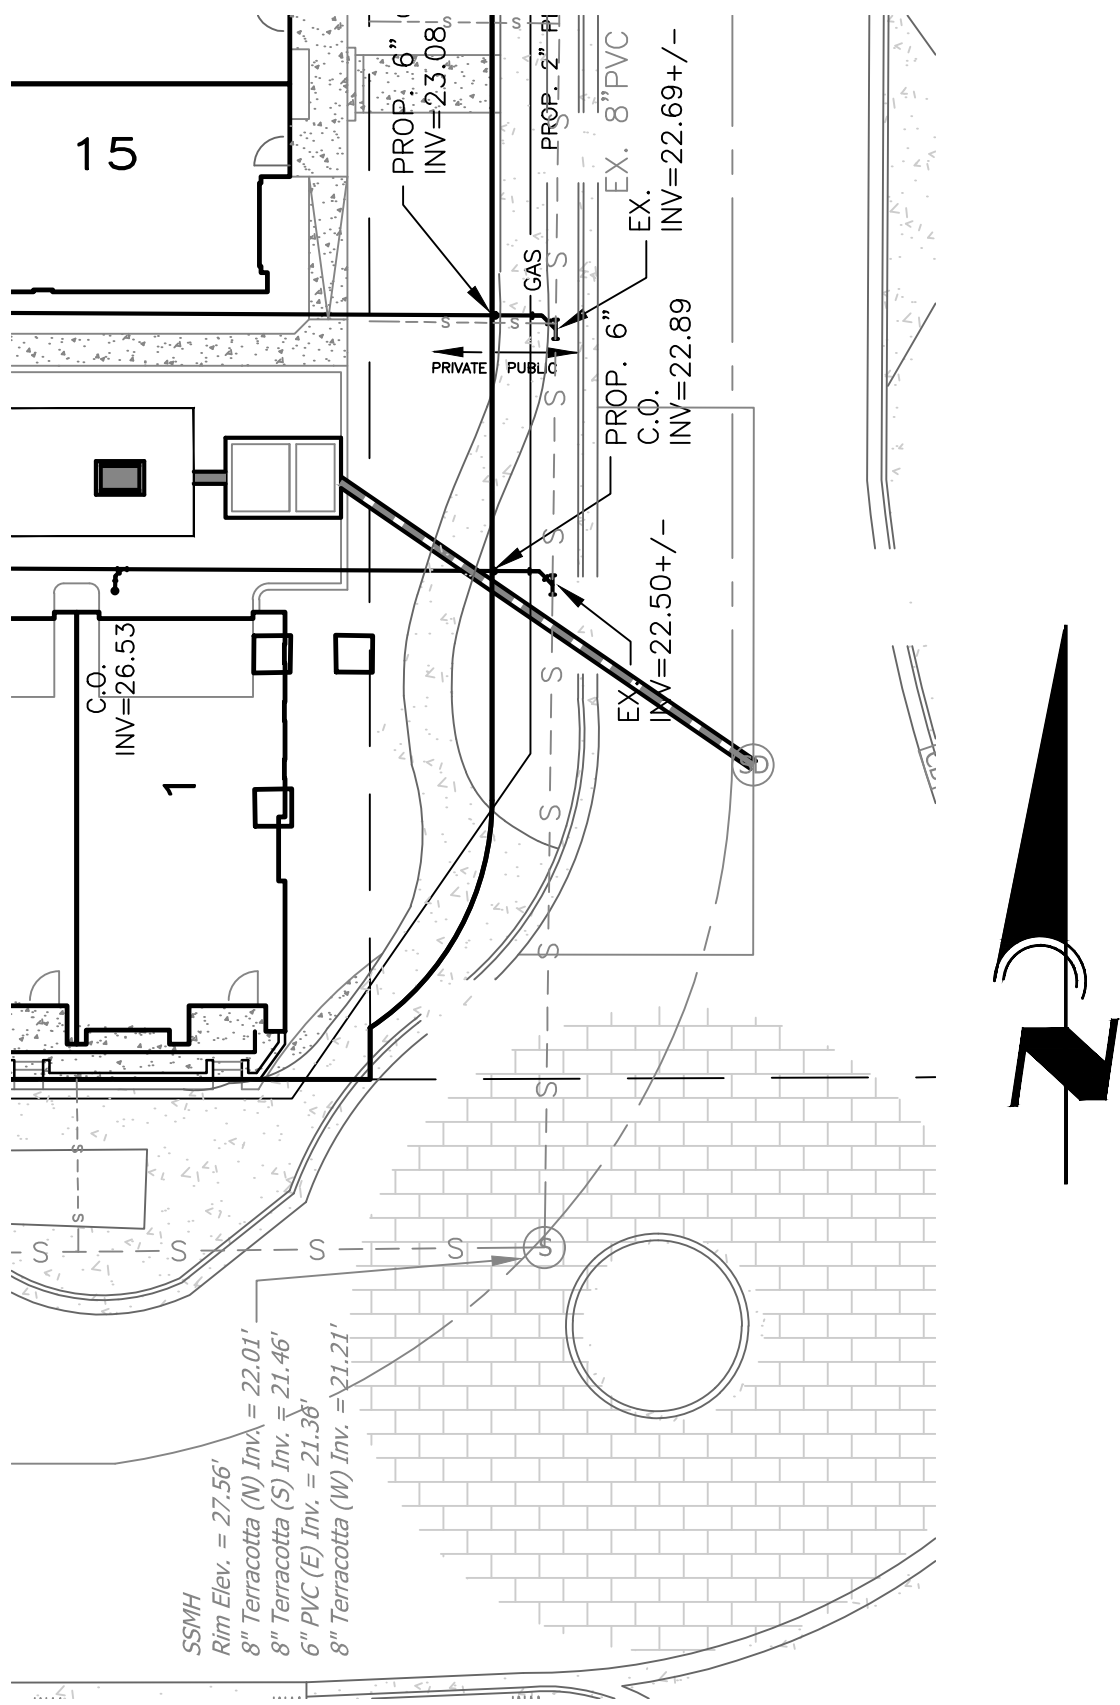 15
PROP. 6"
INV=23.08
PROP. 2"
EX. 8"PVC
EX.
INV=22.69+/-
GAS
S
S
S
S
S
PRIVATE
PUBLIC
PROP. 6"
C.O.
INV=22.89
S
S
EX.
INV=22.50+/-
C.O.
INV=26.53
1
S
SD
S
S
S
S
S
S
S
S
S
S
N
SSMH
Rim Elev. = 27.56'
8" Terracotta (N) Inv. = 22.01'
8" Terracotta (S) Inv. = 21.46'
6" PVC (E) Inv. = 21.36'
8" Terracotta (W) Inv. = 21.21'